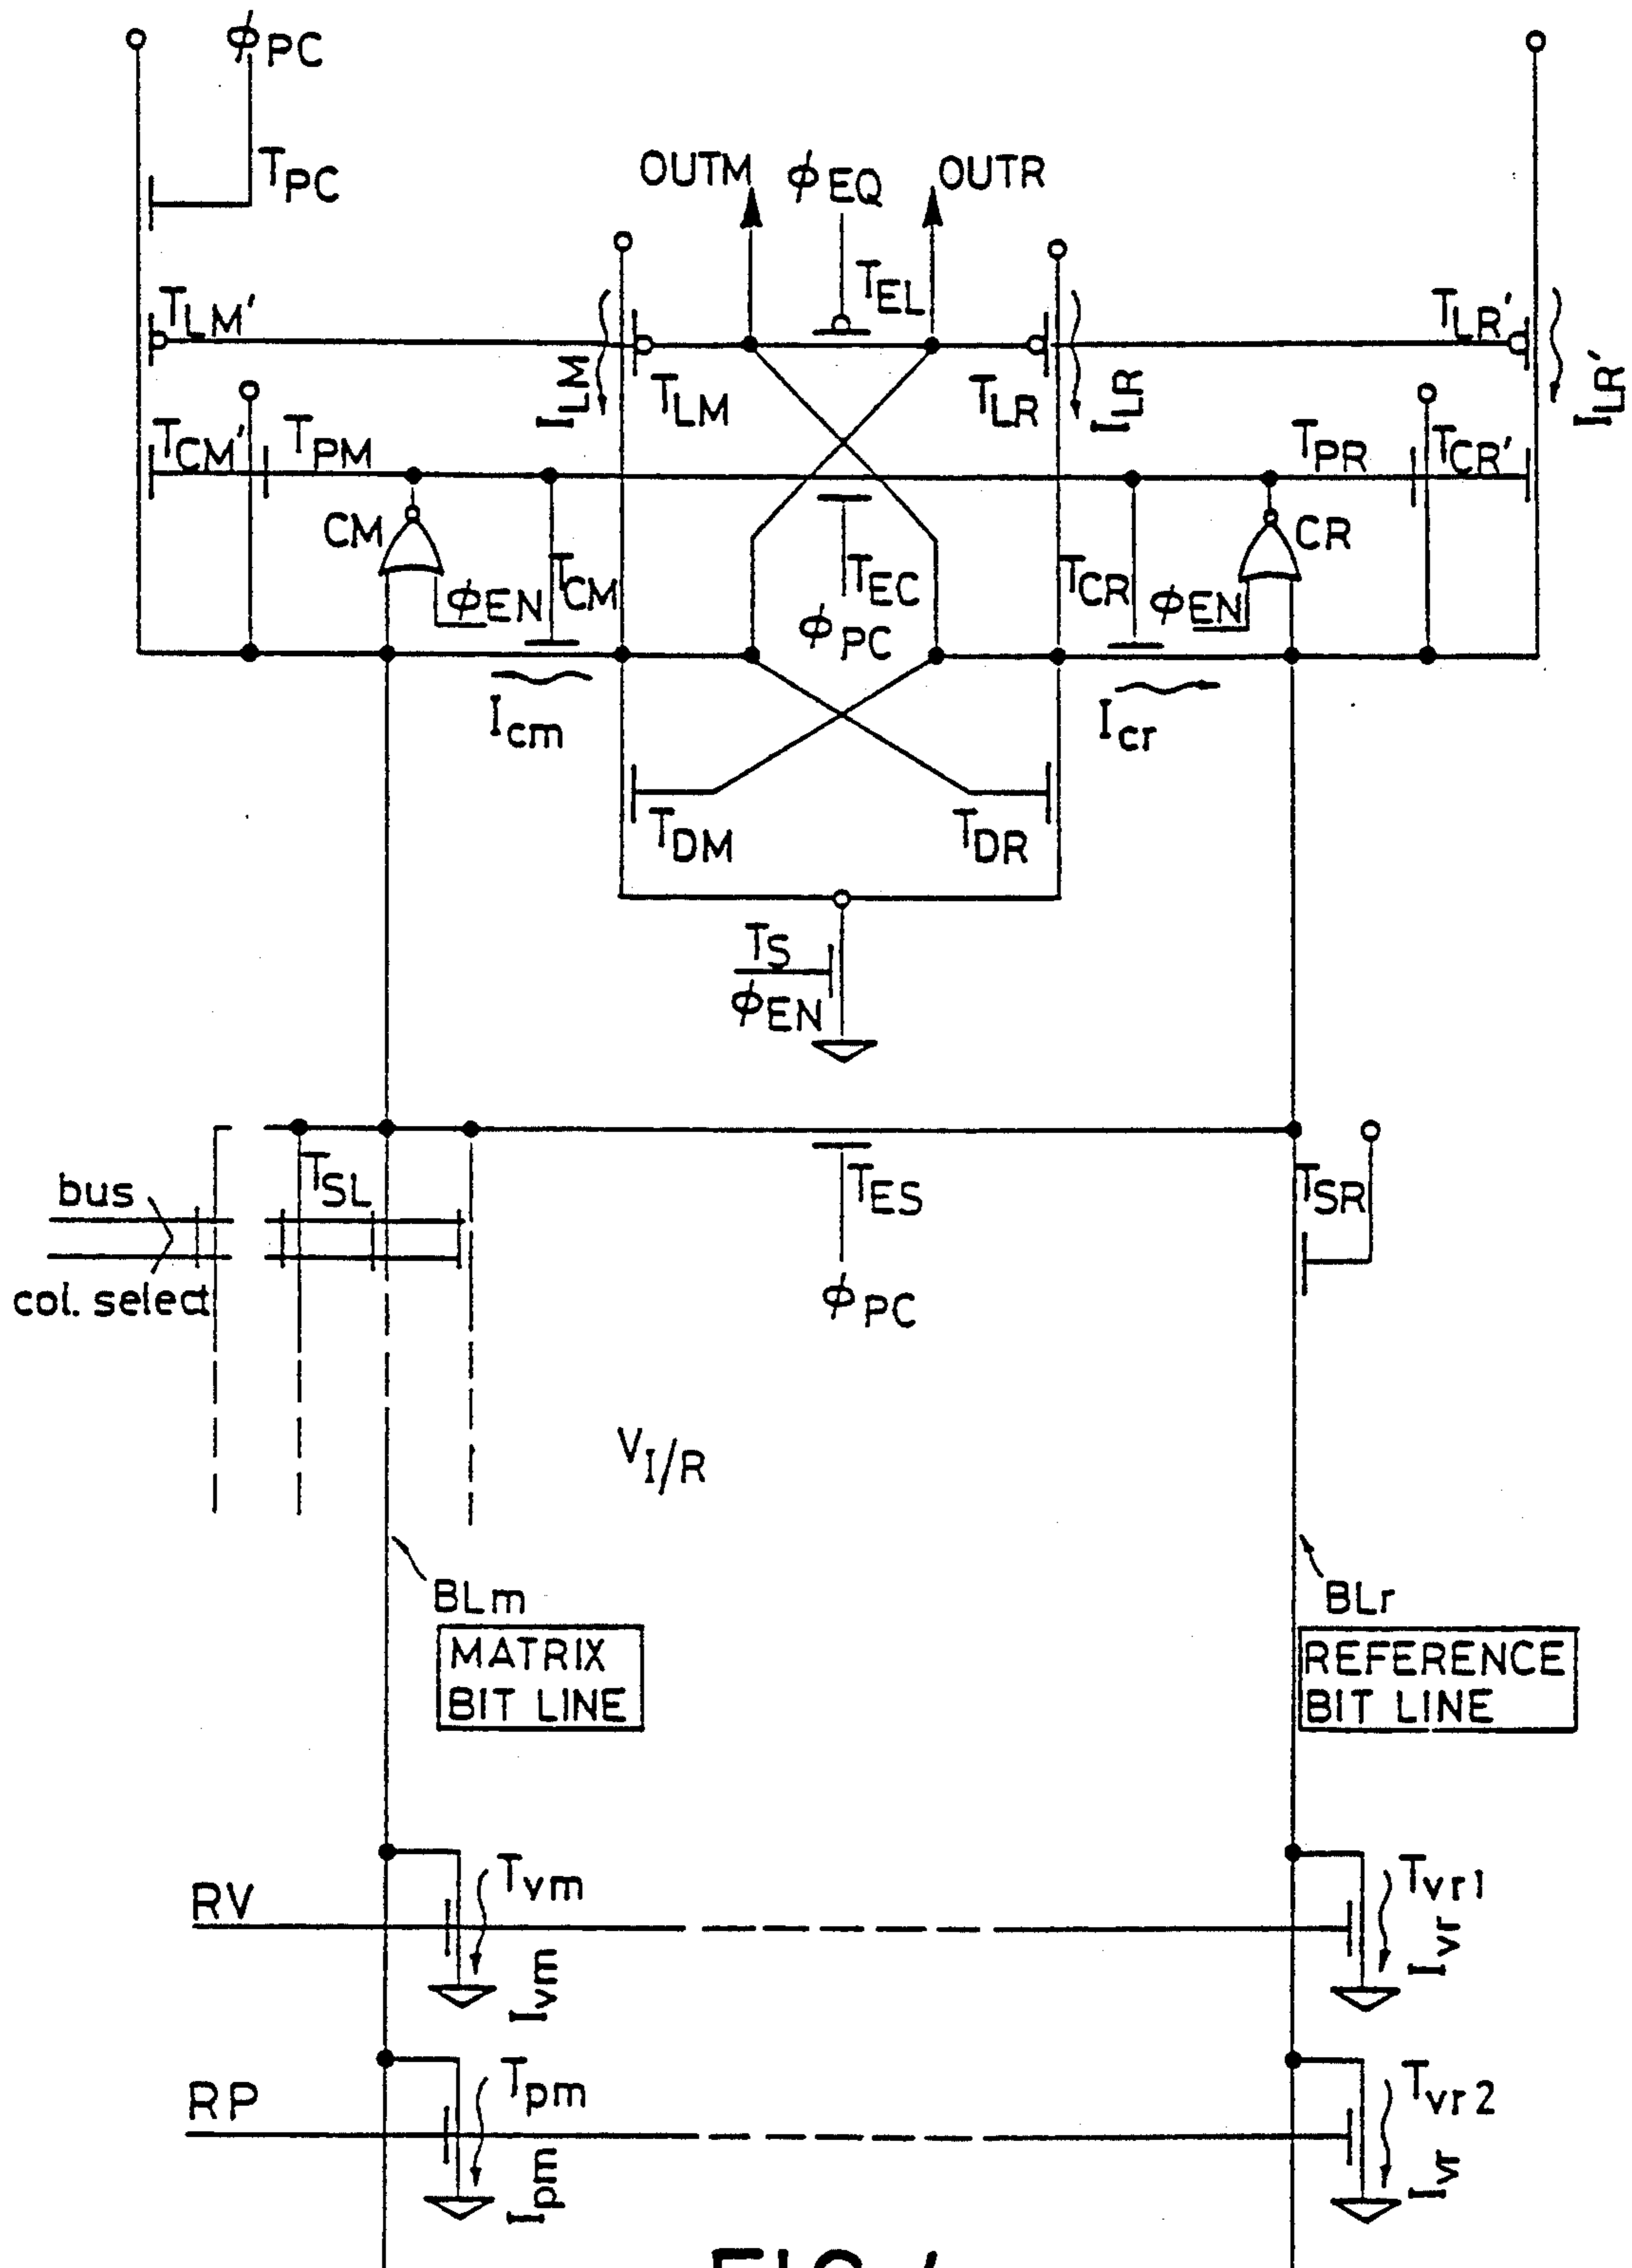 ϕPC
TPC
OUTM
ϕEQ
OUTR
TEL
TLM'
TLR'
ILM
TLM
TLR
ILR
ILR'
TCM'
TPM
TPR
TCR'
CM
CR
ϕEN
TCM
TEC
ϕPC
TCR
ϕEN
Icm
Icr
TDM
TDR
TS
ϕEN
bus
TSL
TES
TSR
col. select
ϕPC
VI/R
BLm
BLr
MATRIX
BIT LINE
REFERENCE
BIT LINE
RV
Tvm
Tvr1
Ivm
Ivr
RP
Tpm
Tvr2
Ipm
Ivr